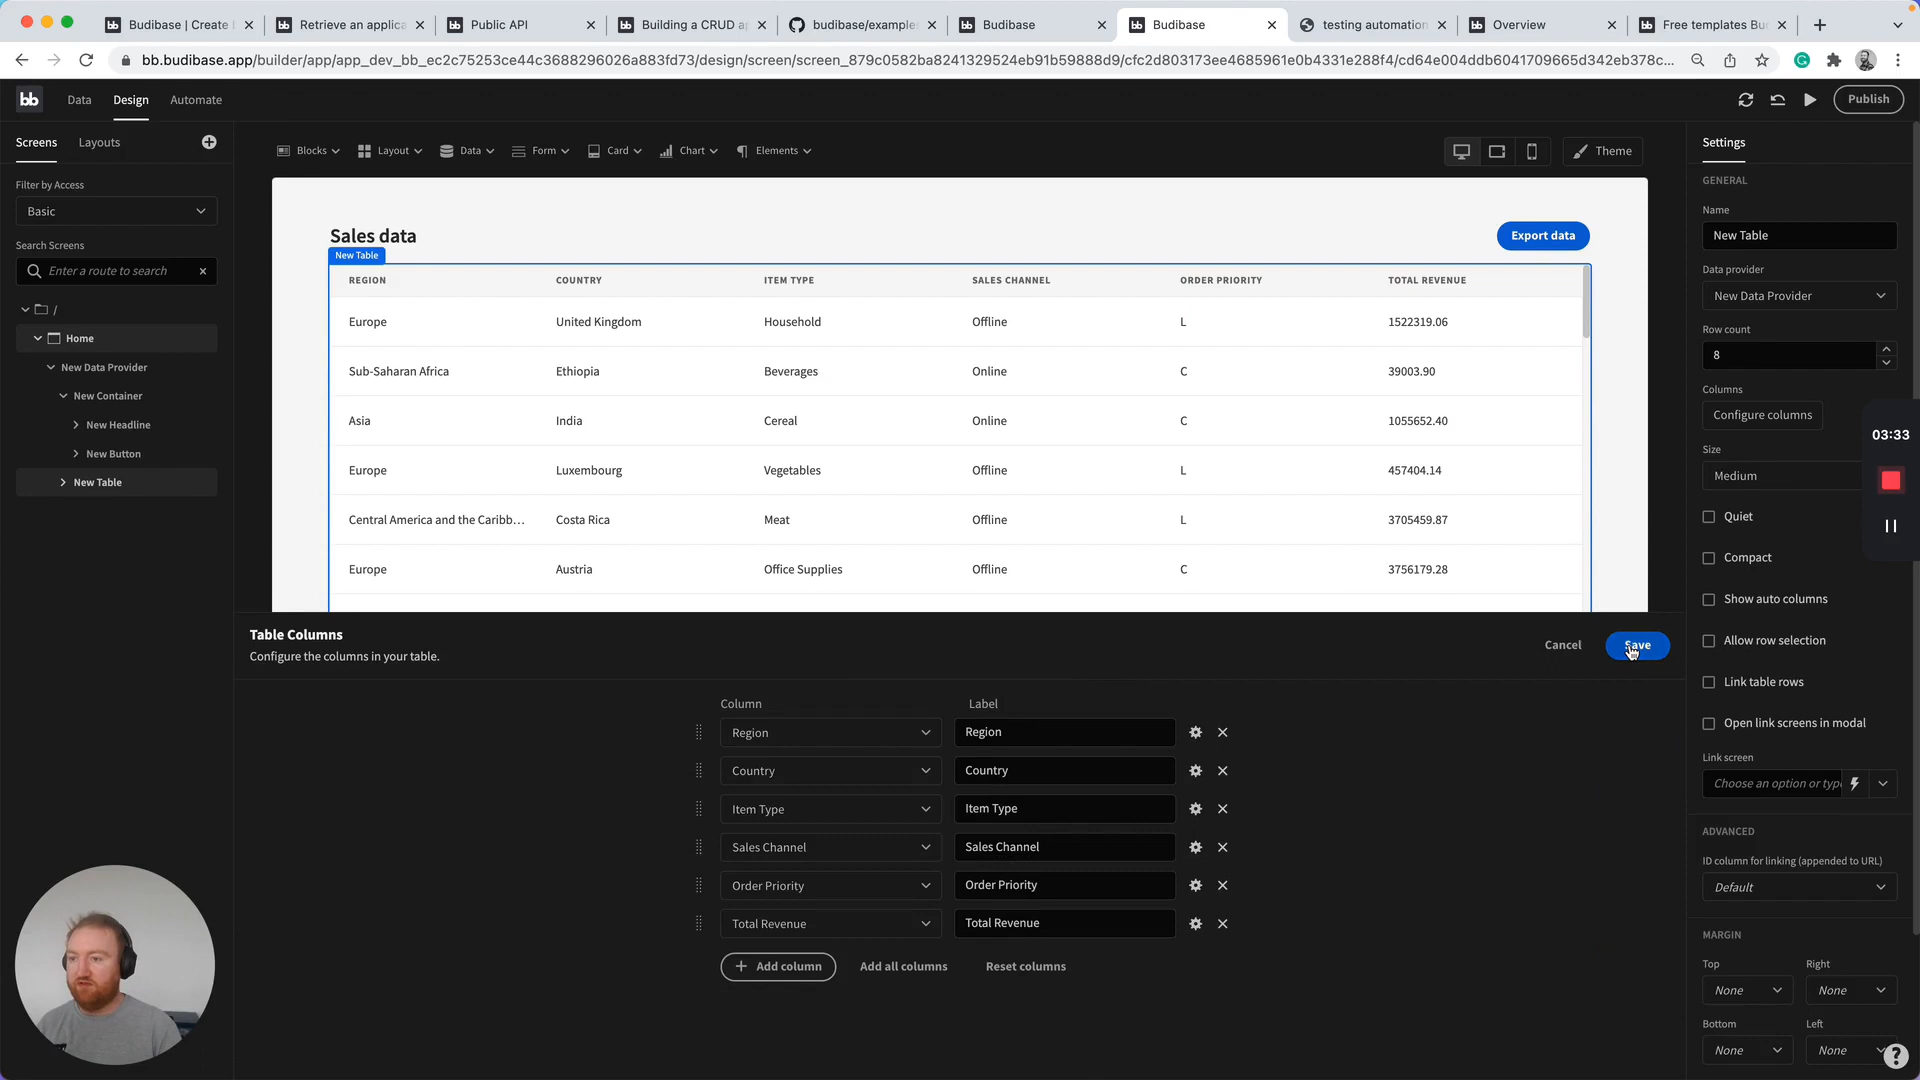 Budibase | Create
Retrieve an applica
Public API
Building a CRUD a
budibase/example
Budibase
Budibase
testing automation
Overview
Free templates Bu
bb.budibase.app/builder/app/app_dev_bb_ec2c75253ce44c3688296026a883fd73/design/screen/screen_879c0582ba8241329524eb91b59888d9/cfc2d803173ee4685961e0b4331e288f4/cd64e004ddb6041709665d342eb378c...
bb
Data
Design
Automate
Publish
Screens
Layouts
Filter by Access
Basic
Search Screens
Enter a route to search
/
Home
New Data Provider
New Container
New Headline
New Button
New Table
Blocks
Layout
Data
Form
Card
Chart
Elements
Theme
Sales data
Export data
New Table
REGION COUNTRY ITEM TYPE SALES CHANNEL ORDER PRIORITY TOTAL REVENUE
Europe United Kingdom Household Offline L 1522319.06
Sub-Saharan Africa Ethiopia Beverages Online C 39003.90
Asia India Cereal Online C 1055652.40
Europe Luxembourg Vegetables Offline L 457404.14
Central America and the Caribb... Costa Rica Meat Offline L 3705459.87
Europe Austria Office Supplies Offline C 3756179.28
Table Columns
Configure the columns in your table.
Cancel
Save
Column Label
Region Region
Country Country
Item Type Item Type
Sales Channel Sales Channel
Order Priority Order Priority
Total Revenue Total Revenue
Add column
Add all columns
Reset columns
Settings
GENERAL
Name
New Table
Data provider
New Data Provider
Row count
8
Columns
Configure columns
Size
Medium
Quiet
Compact
Show auto columns
Allow row selection
Link table rows
Open link screens in modal
Link screen
Choose an option or typ
ADVANCED
ID column for linking (appended to URL)
Default
MARGIN
Top Right
None None
Bottom Left
None None
03:33
?